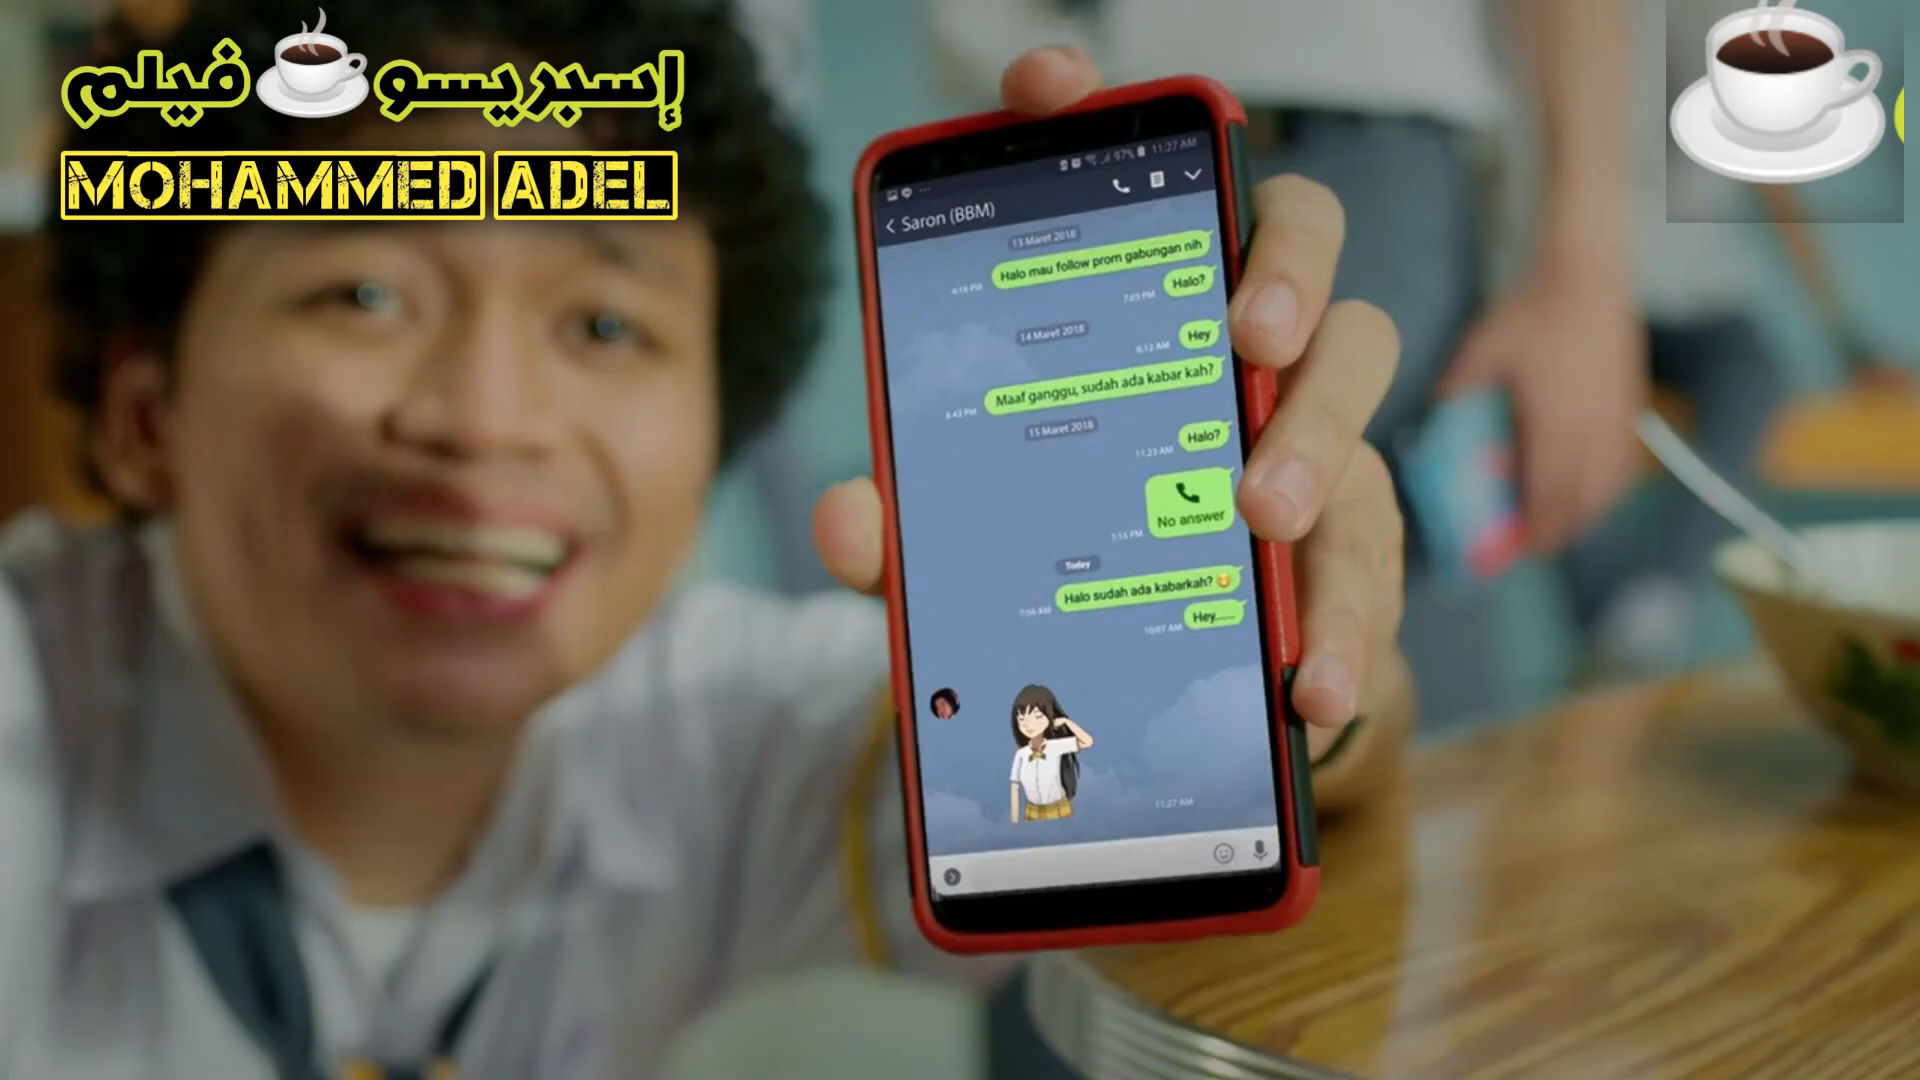 إسبريسو فيلم
MOHAMMED ADEL
97% 11:27 AM
Saron (BBM)
13 Maret 2018
Halo mau follow prom gabungan nih
4:18 PM
Halo?
7:03 PM
14 Maret 2018
Hey
6.12 AM
Maaf ganggu, sudah ada kabar kah?
8.43 PM
15 Maret 2018
Halo?
11.23 AM
No answer
1:15 PM
Today
Halo sudah ada kabarkah? 😊
7:56 AM
Hey......
10:07 AM
11:27 AM